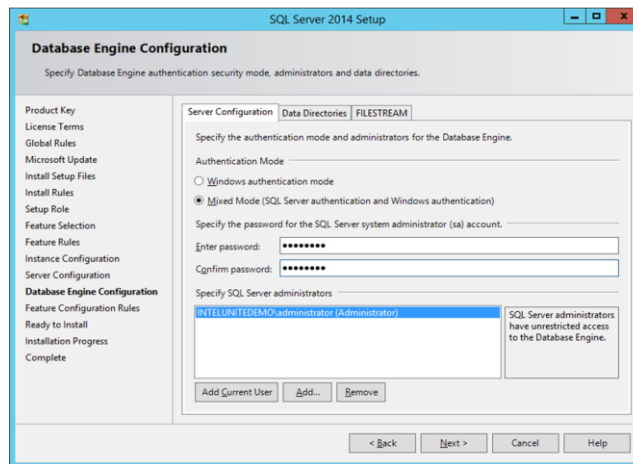 SQL Server 2014 Setup
Database Engine Configuration
Specify Database Engine authentication security mode, administrators and data directories.
Product Key
License Terms
Global Rules
Microsoft Update
Install Setup Files
Install Rules
Setup Role
Feature Selection
Feature Rules
Instance Configuration
Server Configuration
Database Engine Configuration
Feature Configuration Rules
Ready to Install
Installation Progress
Complete
Server Configuration Data Directories FILESTREAM
Specify the authentication mode and administrators for the Database Engine.
Authentication Mode
Windows authentication mode
Mixed Mode (SQL Server authentication and Windows authentication)
Specify the password for the SQL Server system administrator (sa) account.
Enter password: ●●●●●●●●
Confirm password: ●●●●●●●●
Specify SQL Server administrators
INTELUNITEDEMO\administrator (Administrator)
SQL Server administrators
have unrestricted access
to the Database Engine.
Add Current User Add... Remove
< Back Next > Cancel Help